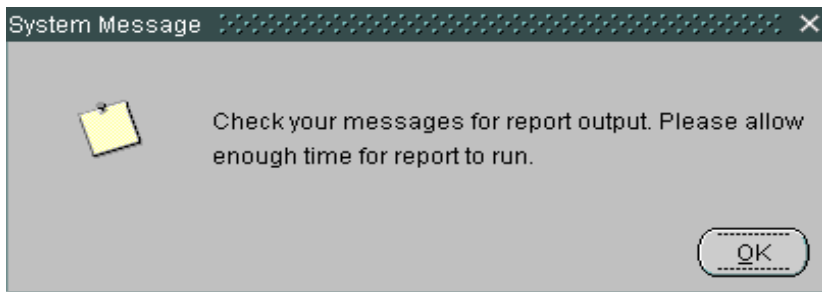 System Message
Check your messages for report output. Please allow
enough time for report to run.
OK